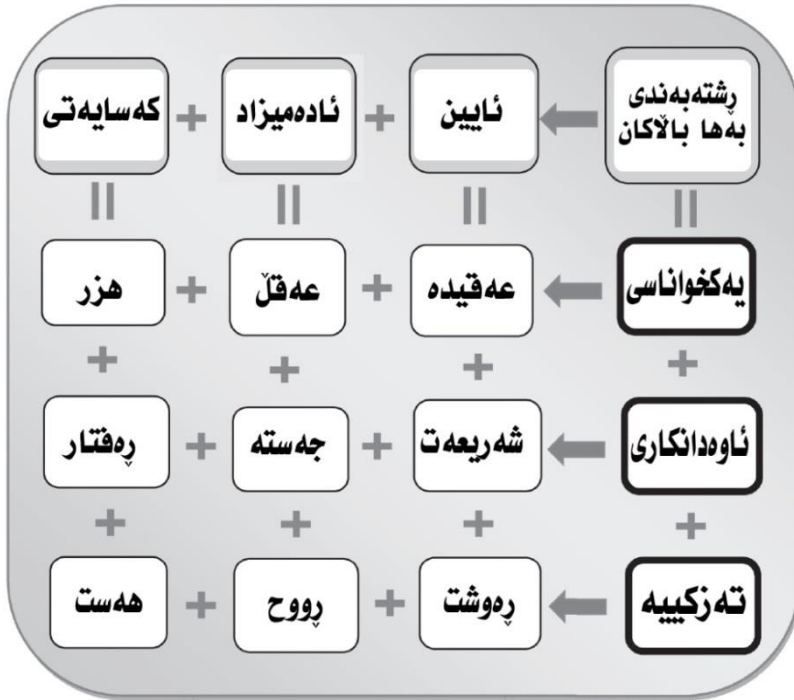 ڕشتەبەندی
بەها باڵاکان
ئایین + ئادەمیزاد + کەسایەتی
یەکخواناسی
عەقیدە + عەقڵ + هزر
ئاوەدانکاری
شەریعەت + جەستە + ڕەفتار
تەزکییە
ڕەوشت + ڕووح + هەست